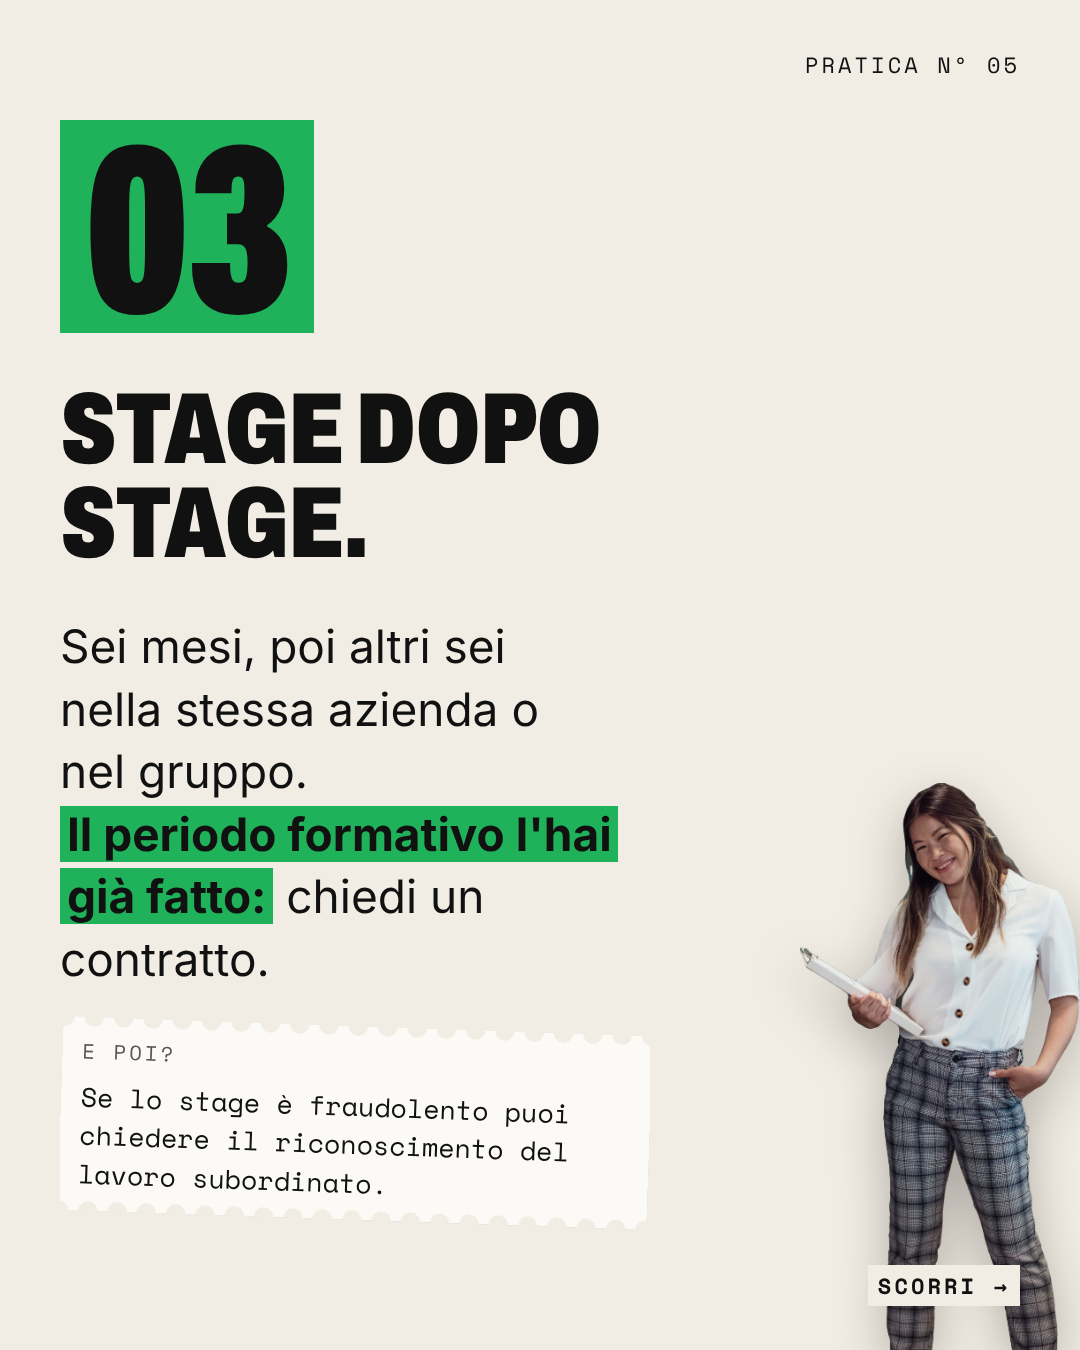 PRATICA N° 05
03
STAGE DOPO
STAGE.
Sei mesi, poi altri sei
nella stessa azienda o
nel gruppo.
Il periodo formativo l'hai
già fatto: chiedi un
contratto.
E POI?
Se lo stage è fraudolento puoi
chiedere il riconoscimento del
lavoro subordinato.
SCORRI →